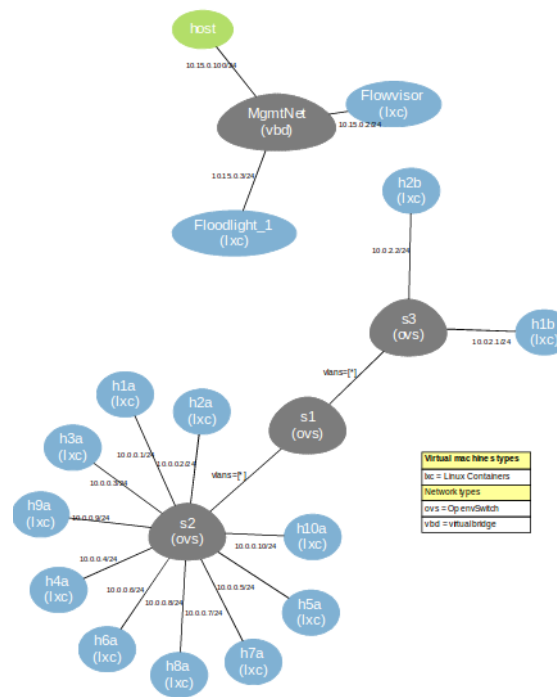 host
10.15.0.100/24
MgmtNet
(vbd)
Flowvisor
(lxc)
10.15.0.2/24
10.15.0.3/24
Floodlight_1
(lxc)
h2b
(lxc)
10.0.2.2/24
s3
(ovs)
h1b
(lxc)
10.0.2.1/24
vlans=[*]
s1
(ovs)
vlans=[*]
h1a
(lxc)
h2a
(lxc)
10.0.0.1/24
10.0.0.2/24
h3a
(lxc)
10.0.0.3/24
h9a
(lxc)
10.0.0.9/24
s2
(ovs)
h10a
(lxc)
10.0.0.10/24
h4a
(lxc)
10.0.0.4/24
10.0.0.6/24
10.0.0.8/24
10.0.0.7/24
10.0.0.5/24
h5a
(lxc)
h6a
(lxc)
h8a
(lxc)
h7a
(lxc)
Virtual machines types
lxc = Linux Containers
Network types
ovs = OpenvSwitch
vbd = virtual bridge